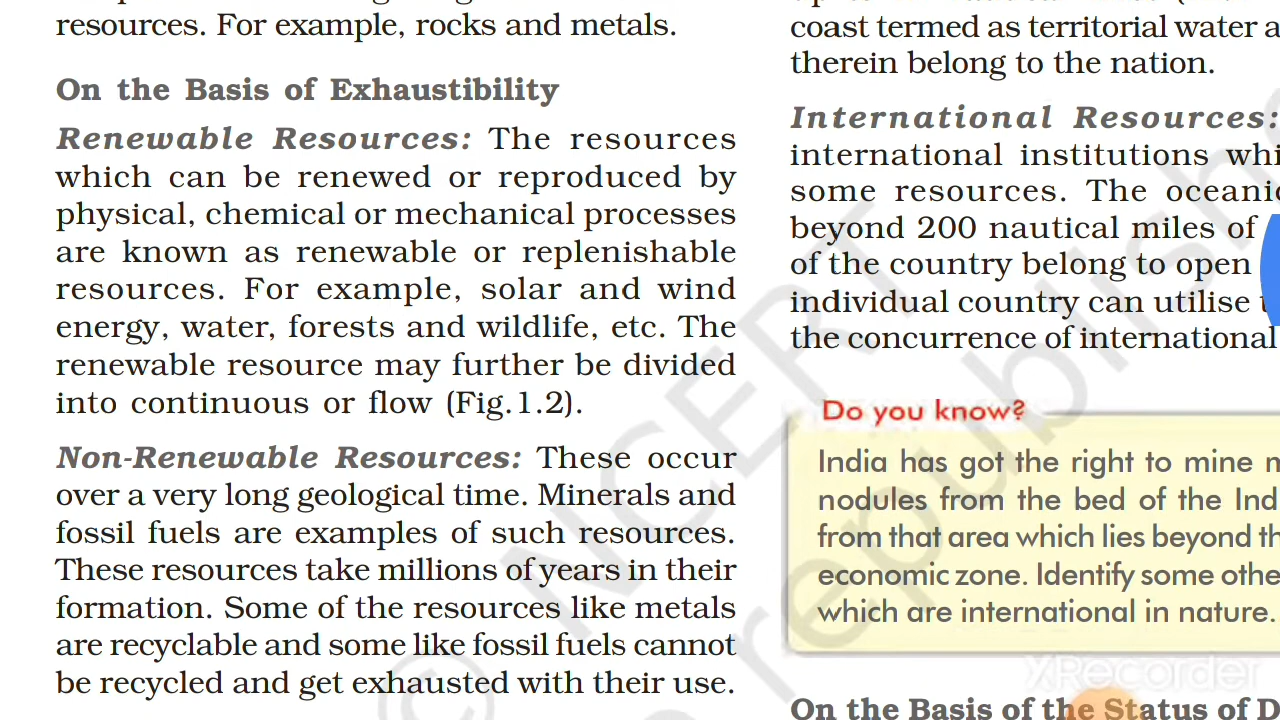 resources. For example, rocks and metals.
On the Basis of Exhaustibility
Renewable Resources: The resources
which can be renewed or reproduced by
physical, chemical or mechanical processes
are known as renewable or replenishable
resources. For example, solar and wind
energy, water, forests and wildlife, etc. The
renewable resource may further be divided
into continuous or flow (Fig.1.2).
Non-Renewable Resources: These occur
over a very long geological time. Minerals and
fossil fuels are examples of such resources.
These resources take millions of years in their
formation. Some of the resources like metals
are recyclable and some like fossil fuels cannot
be recycled and get exhausted with their use.
coast termed as territorial water
therein belong to the nation.
International Resources:
international institutions
some resources. The
beyond 200 nautical miles of
of the country belong to open
individual country can utilise
the concurrence of international
Do you know?
India has got the right to mine
nodules from the bed of the
from that area which lies beyond
economic zone. Identify some
which are international in nature.
On the Basis of the Status of
© NCERT
republishe
XRecorder